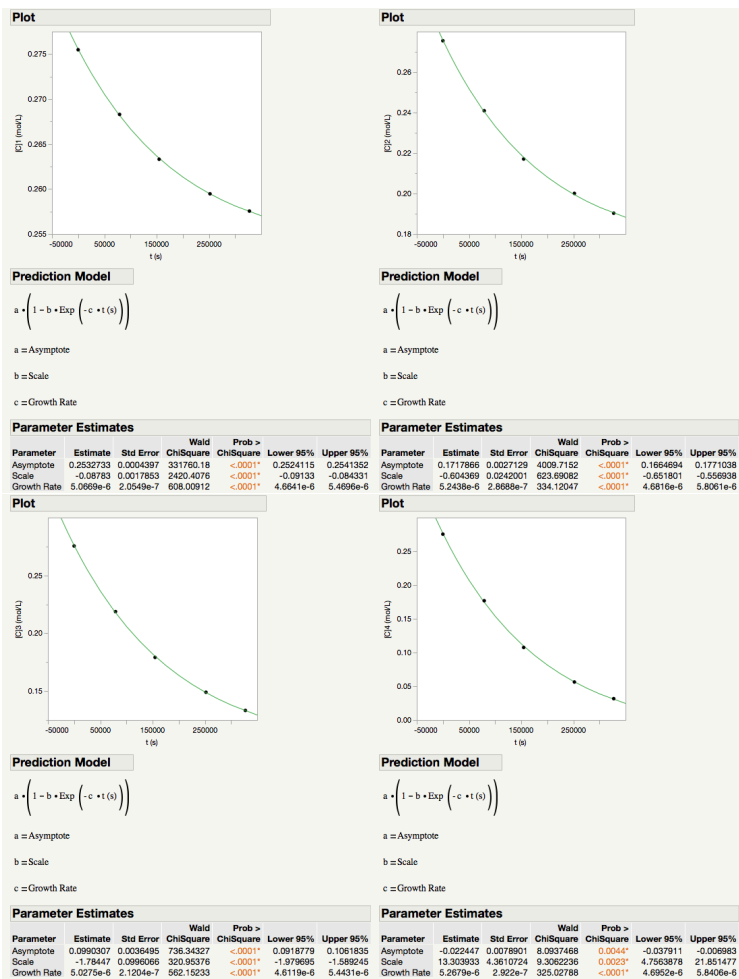 Plot
0.275
0.270
0.265
0.260
0.255
[C]1 (mol/L)
-50000 50000 150000 250000
t (s)
Prediction Model
a • ( 1 – b • Exp ( -c • t (s) ) )
a = Asymptote
b = Scale
c = Growth Rate
Parameter Estimates
Wald Prob >
Parameter Estimate Std Error ChiSquare ChiSquare Lower 95% Upper 95%
Asymptote 0.2532733 0.0004397 331760.18 <.0001* 0.2524115 0.2541352
Scale -0.08783 0.0017853 2420.4076 <.0001* -0.09133 -0.084331
Growth Rate 5.0669e-6 2.0549e-7 608.00912 <.0001* 4.6641e-6 5.4696e-6
Plot
0.26
0.24
0.22
0.20
0.18
[C]2 (mol/L)
-50000 50000 150000 250000
t (s)
Prediction Model
a • ( 1 – b • Exp ( -c • t (s) ) )
a = Asymptote
b = Scale
c = Growth Rate
Parameter Estimates
Wald Prob >
Parameter Estimate Std Error ChiSquare ChiSquare Lower 95% Upper 95%
Asymptote 0.1717866 0.0027129 4009.7152 <.0001* 0.1664694 0.1771038
Scale -0.604369 0.0242001 623.69082 <.0001* -0.651801 -0.556938
Growth Rate 5.2438e-6 2.8688e-7 334.12047 <.0001* 4.6816e-6 5.8061e-6
Plot
0.25
0.20
0.15
[C]3 (mol/L)
-50000 50000 150000 250000
t (s)
Prediction Model
a • ( 1 – b • Exp ( -c • t (s) ) )
a = Asymptote
b = Scale
c = Growth Rate
Parameter Estimates
Wald Prob >
Parameter Estimate Std Error ChiSquare ChiSquare Lower 95% Upper 95%
Asymptote 0.0990307 0.0036495 736.34327 <.0001* 0.0918779 0.1061835
Scale -1.78447 0.0996066 320.95376 <.0001* -1.979695 -1.589245
Growth Rate 5.0275e-6 2.1204e-7 562.15233 <.0001* 4.6119e-6 5.4431e-6
Plot
0.25
0.20
0.15
0.10
0.05
0.00
[C]4 (mol/L)
-50000 50000 150000 250000
t (s)
Prediction Model
a • ( 1 – b • Exp ( -c • t (s) ) )
a = Asymptote
b = Scale
c = Growth Rate
Parameter Estimates
Wald Prob >
Parameter Estimate Std Error ChiSquare ChiSquare Lower 95% Upper 95%
Asymptote -0.022447 0.0078901 8.0937468 0.0044* -0.037911 -0.006983
Scale 13.303933 4.3610724 9.3062236 0.0023* 4.7563878 21.851477
Growth Rate 5.2679e-6 2.922e-7 325.02788 <.0001* 4.6952e-6 5.8406e-6